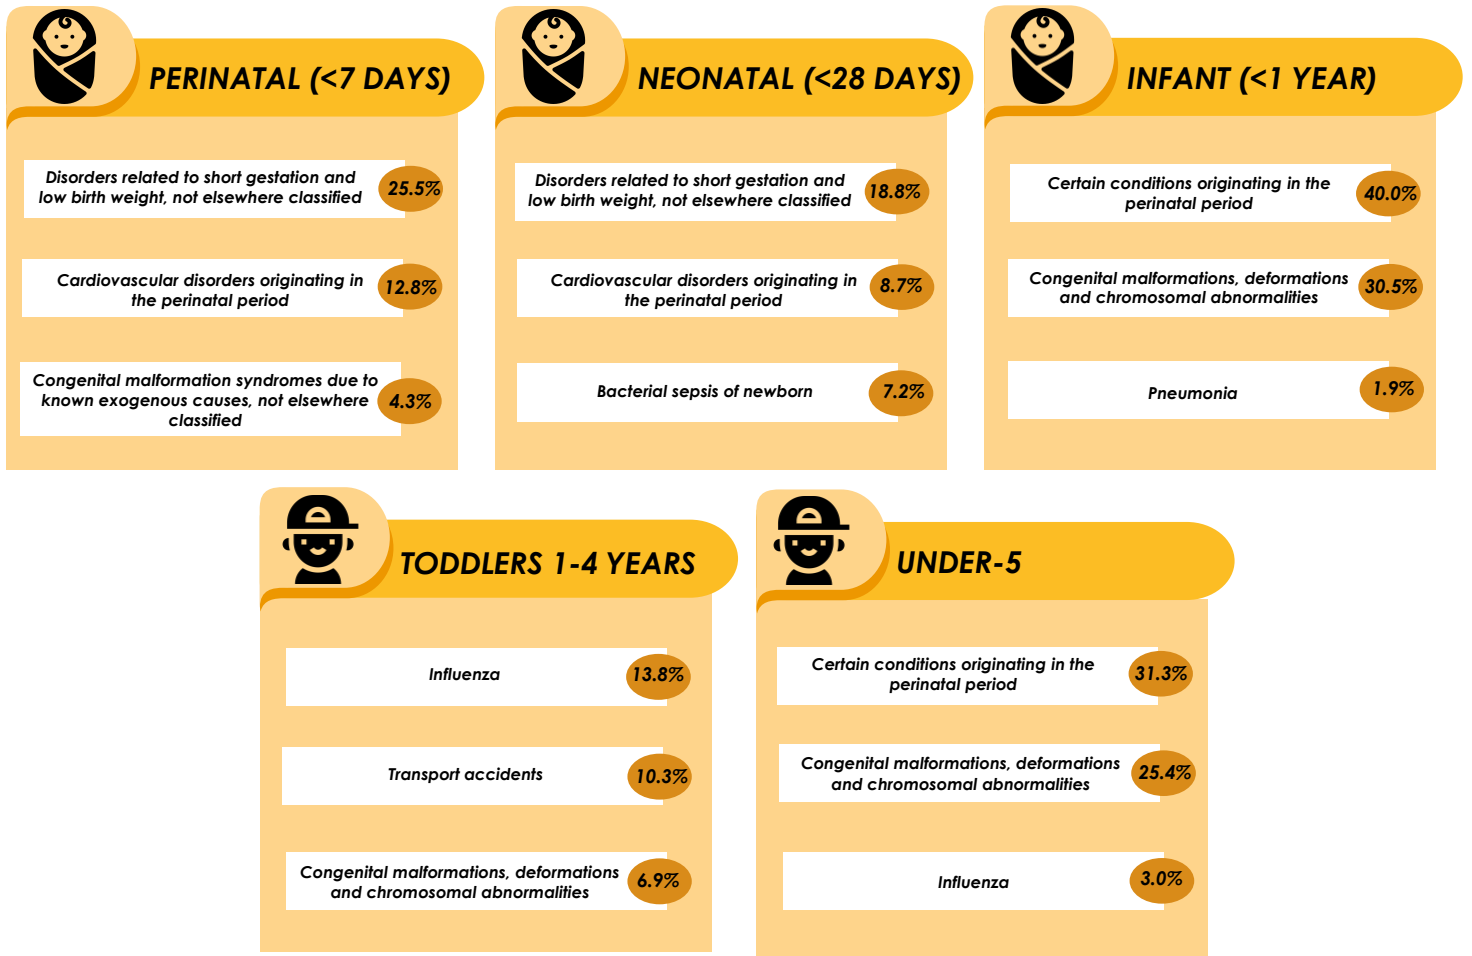 PERINATAL (<7 DAYS)
Disorders related to short gestation and
low birth weight, not elsewhere classified
25.5%
Cardiovascular disorders originating in
the perinatal period
12.8%
Congenital malformation syndromes due to
known exogenous causes, not elsewhere
classified
4.3%
NEONATAL (<28 DAYS)
Disorders related to short gestation and
low birth weight, not elsewhere classified
18.8%
Cardiovascular disorders originating in
the perinatal period
8.7%
Bacterial sepsis of newborn
7.2%
INFANT (<1 YEAR)
Certain conditions originating in the
perinatal period
40.0%
Congenital malformations, deformations
and chromosomal abnormalities
30.5%
Pneumonia
1.9%
TODDLERS 1-4 YEARS
Influenza
13.8%
Transport accidents
10.3%
Congenital malformations, deformations
and chromosomal abnormalities
6.9%
UNDER-5
Certain conditions originating in the
perinatal period
31.3%
Congenital malformations, deformations
and chromosomal abnormalities
25.4%
Influenza
3.0%